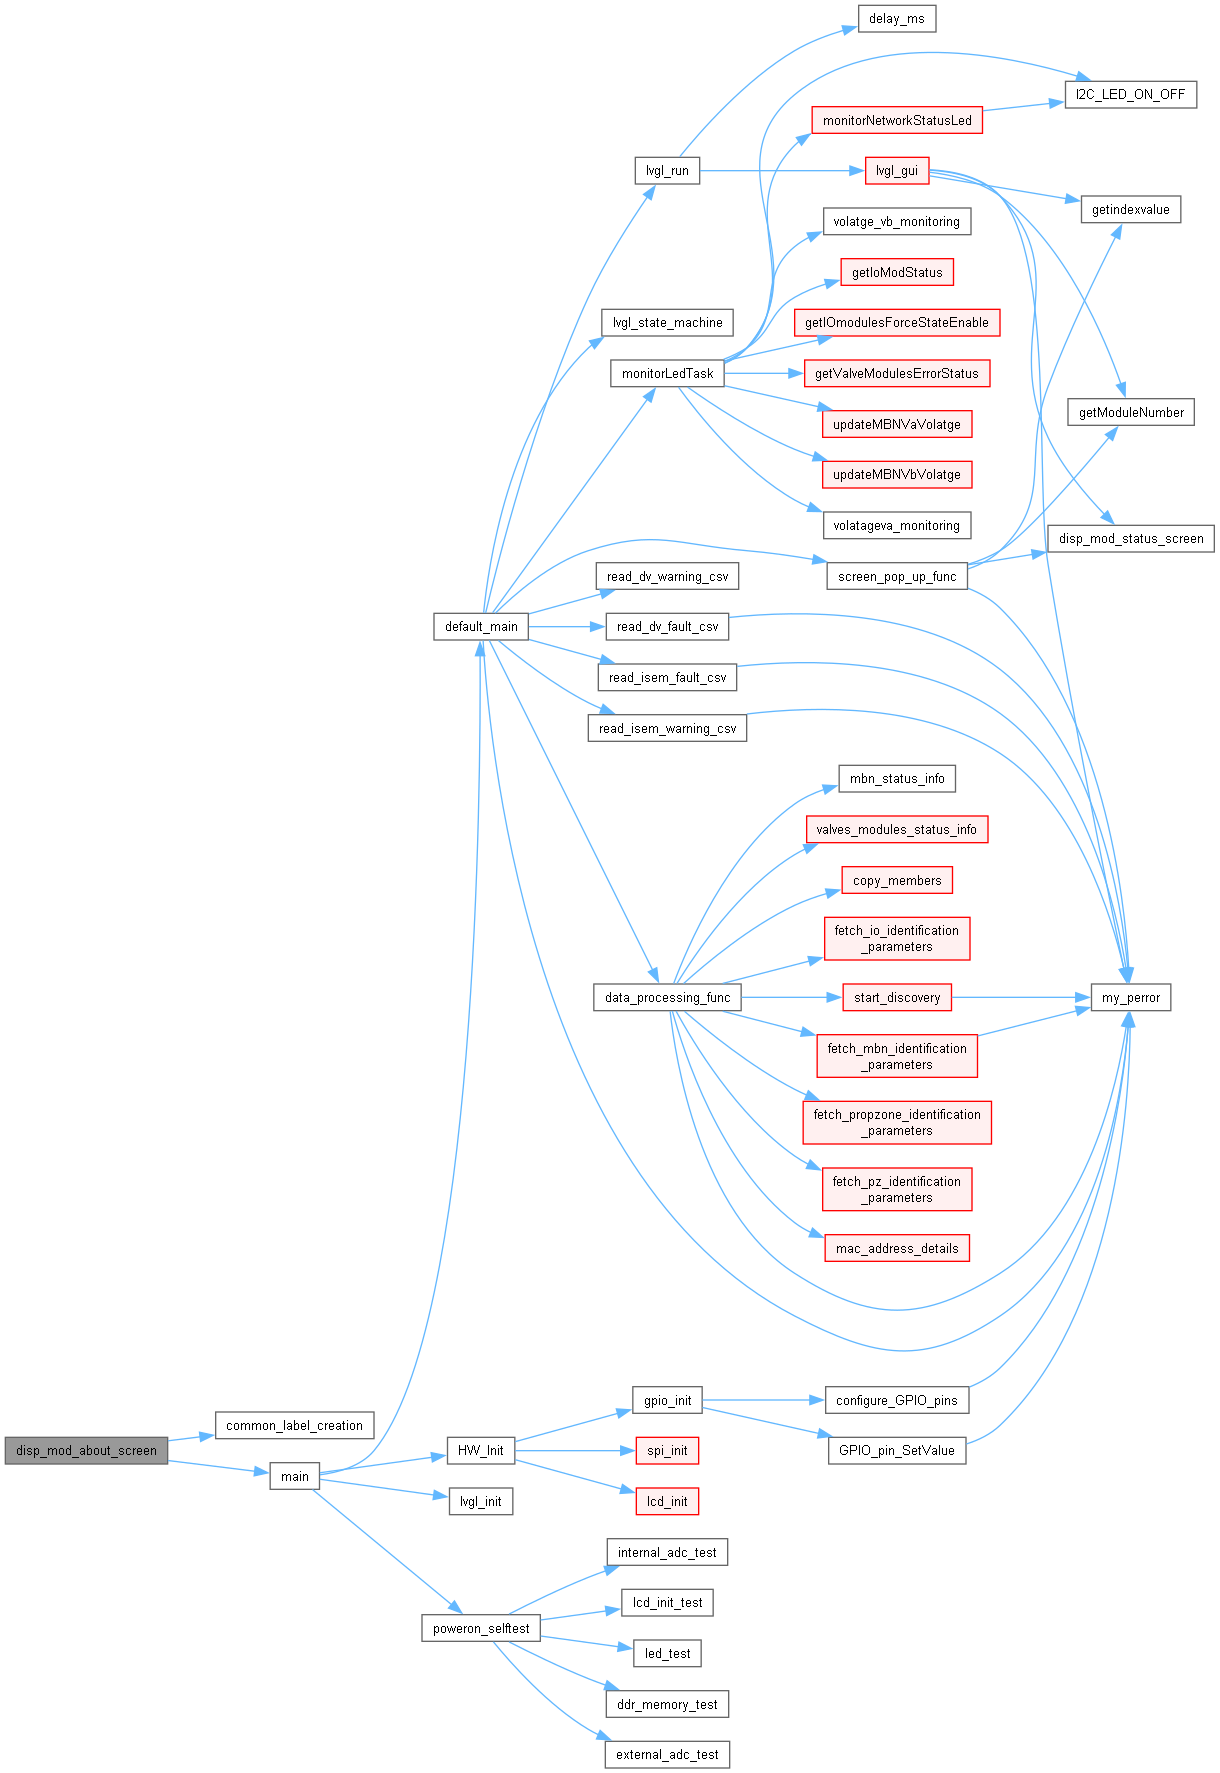 delay_ms
I2C_LED_ON_OFF
monitorNetworkStatusLed
lvgl_run
lvgl_gui
getindexvalue
volatge_vb_monitoring
getIoModStatus
lvgl_state_machine
getIOmodulesForceStateEnable
monitorLedTask
getValveModulesErrorStatus
getModuleNumber
updateMBNVaVolatge
updateMBNVbVolatge
volatageva_monitoring
disp_mod_status_screen
read_dv_warning_csv
screen_pop_up_func
default_main
read_dv_fault_csv
read_isem_fault_csv
read_isem_warning_csv
mbn_status_info
valves_modules_status_info
copy_members
fetch_io_identification
_parameters
data_processing_func
start_discovery
my_perror
fetch_mbn_identification
_parameters
fetch_propzone_identification
_parameters
fetch_pz_identification
_parameters
mac_address_details
gpio_init
configure_GPIO_pins
common_label_creation
disp_mod_about_screen
HW_Init
spi_init
GPIO_pin_SetValue
main
lvgl_init
lcd_init
internal_adc_test
lcd_init_test
poweron_selftest
led_test
ddr_memory_test
external_adc_test